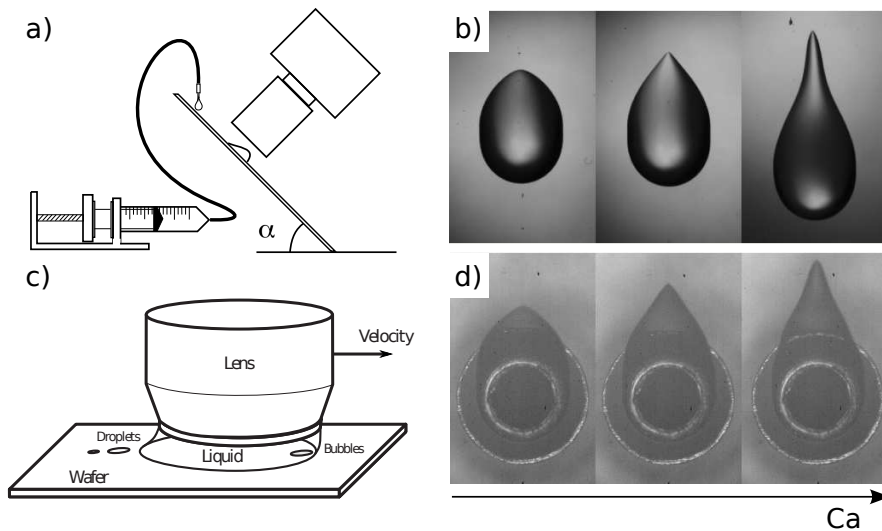 a)
α
b)
c)
Velocity
Lens
Droplets
Liquid
Bubbles
Wafer
d)
Ca